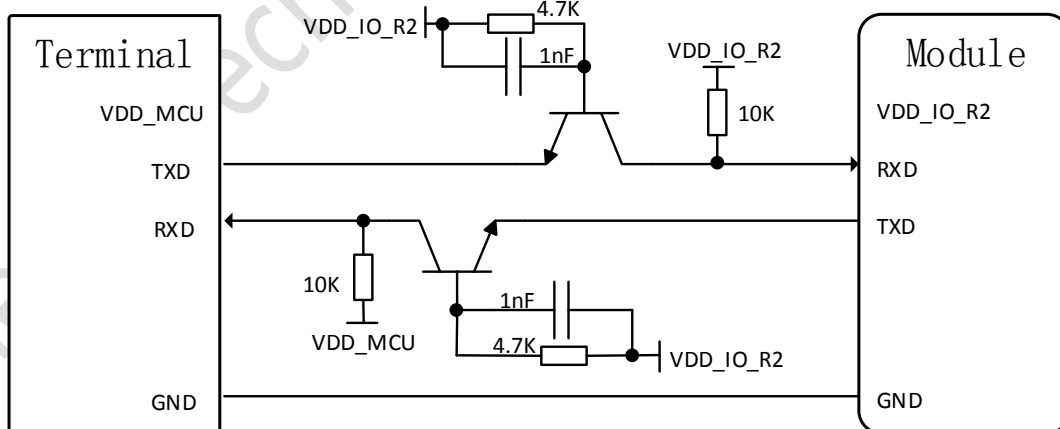 4.7K
VDD_IO_R2
1nF
Terminal
Module
VDD_IO_R2
10K
VDD_MCU
VDD_IO_R2
TXD
RXD
RXD
TXD
10K
1nF
VDD_MCU
4.7K
VDD_IO_R2
GND
GND